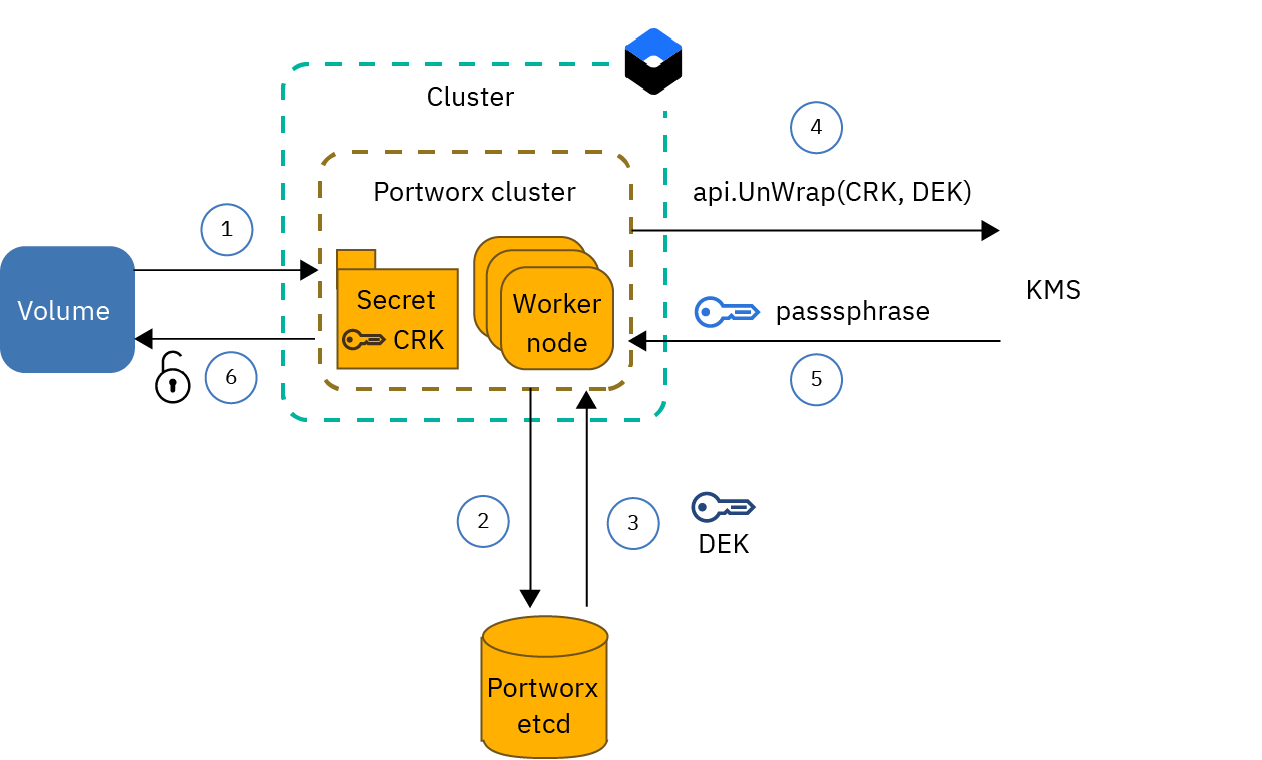 Cluster
4
Portworx cluster
api.UnWrap(CRK, DEK)
1
Volume
Secret
CRK
Worker
node
KMS
passsphrase
6
5
2
3
DEK
Portworx
etcd